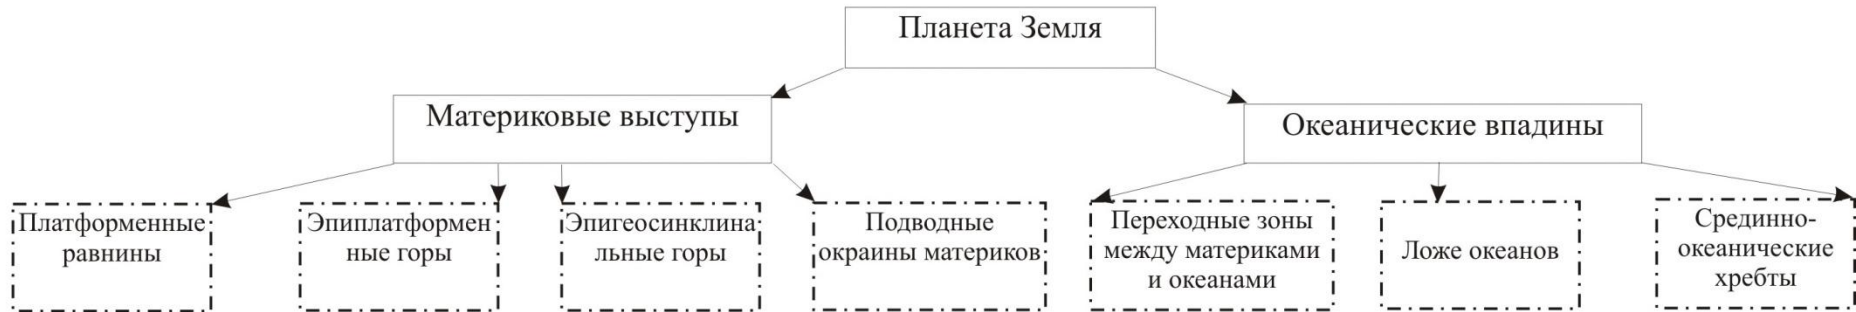 Планета Земля
Материковые выступы
Океанические впадины
Платформенные
равнины
Эпиплатформен
ные горы
Эпигеосинклина
льные горы
Подводные
окраины материков
Переходные зоны
между материками
и океанами
Ложе океанов
Срединно-
океанические
хребты